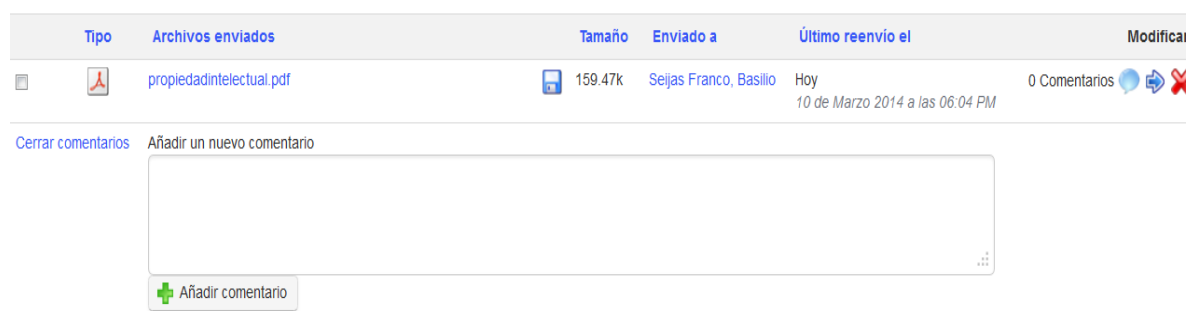 Tipo Archivos enviados Tamaño Enviado a Último reenvío el Modificar
propiedadintelectual.pdf 159.47k Seijas Franco, Basilio Hoy 0 Comentarios
10 de Marzo 2014 a las 06:04 PM
Cerrar comentarios Añadir un nuevo comentario
Añadir comentario